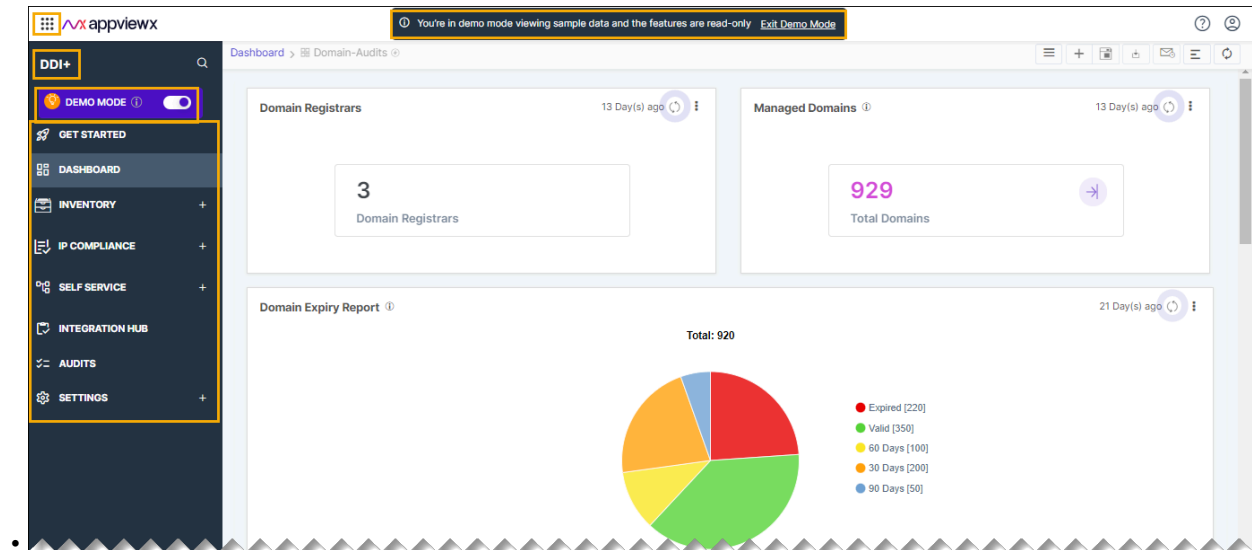 appviewx
You're in demo mode viewing sample data and the features are read-only Exit Demo Mode
DDI+
Dashboard > Domain-Audits
DEMO MODE
GET STARTED
DASHBOARD
INVENTORY +
IP COMPLIANCE +
SELF SERVICE +
INTEGRATION HUB
AUDITS
SETTINGS +
Domain Registrars 13 Day(s) ago
3
Domain Registrars
Managed Domains 13 Day(s) ago
929
Total Domains
Domain Expiry Report 21 Day(s) ago
Total: 920
Expired [220]
Valid [350]
60 Days [100]
30 Days [200]
90 Days [50]